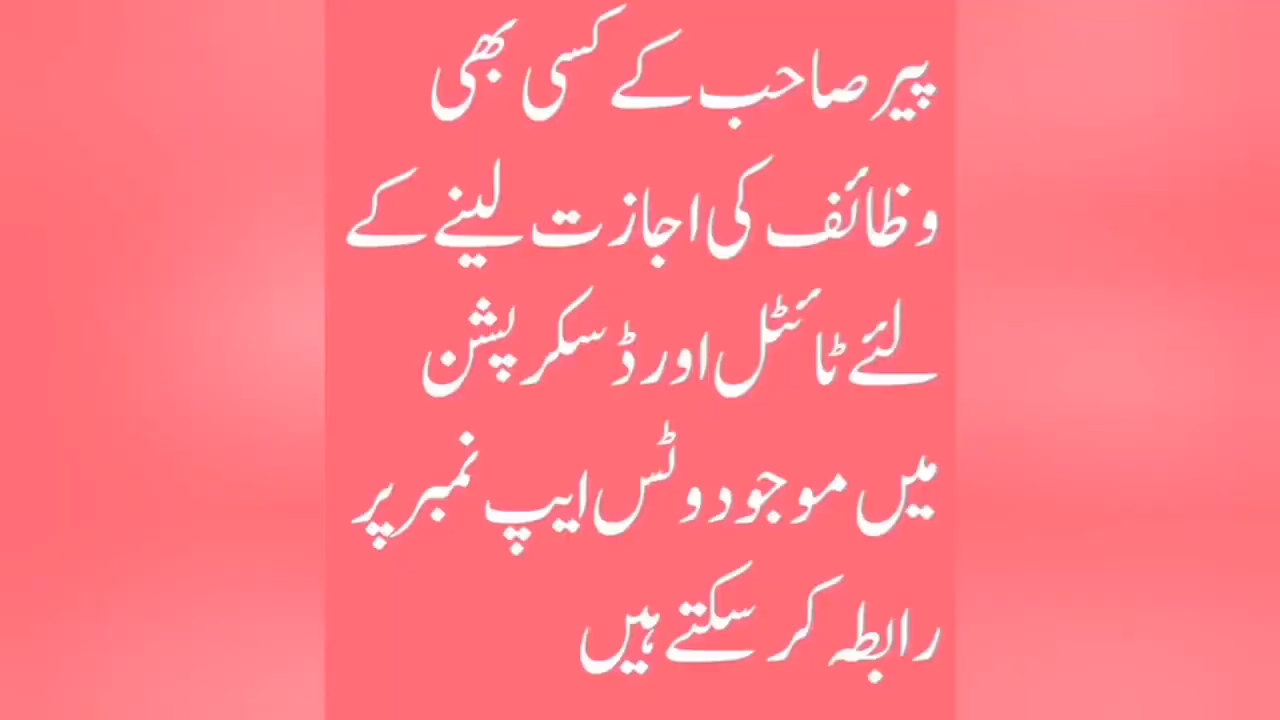 پیر صاحب کے کسی بھی
وظائف کی اجازت لینے کے
لئے ٹائٹل اور ڈسکرپشن
میں موجود وٹس ایپ نمبر پر
رابطہ کر سکتے ہیں